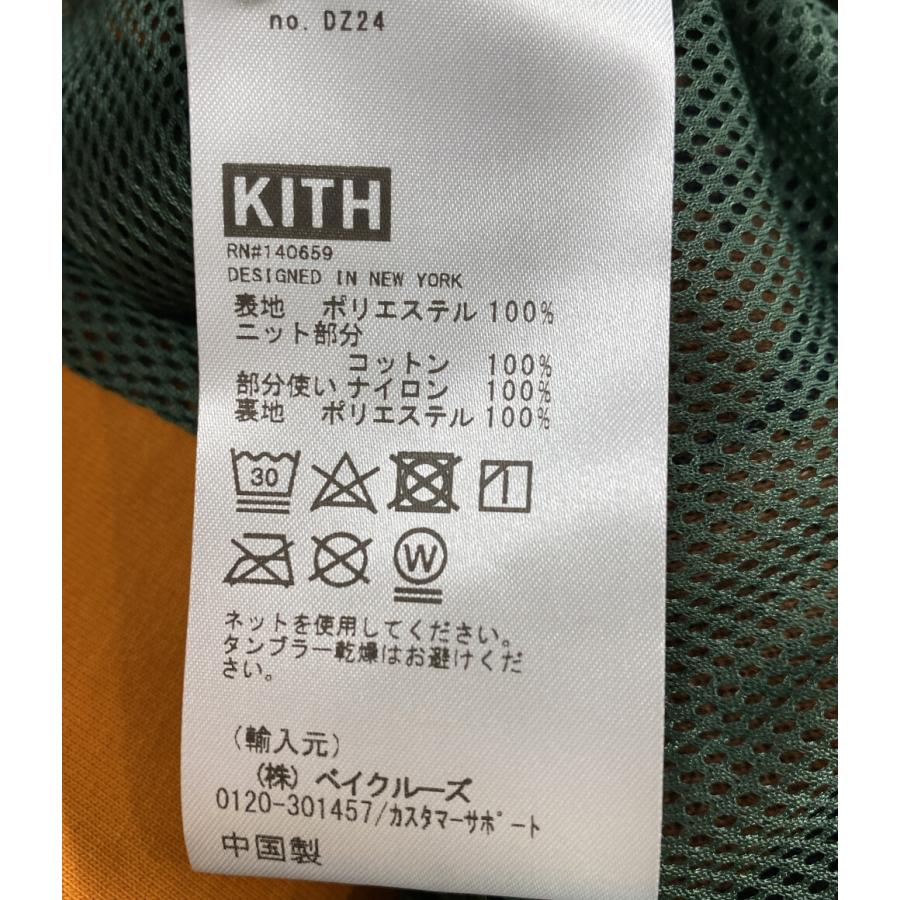 no. DZ24
KITH
RN#140659
DESIGNED IN NEW YORK
表地 ポリエステル 100%
ニット部分
コットン 100%
部分使い ナイロン 100%
裏地 ポリエステル 100%
30
W
ネットを使用してください。
タンブラー乾燥はお避けくだ
さい。
(輸入元)
(株) ベイクルーズ
0120-301457/カスタマーサポート
中国製